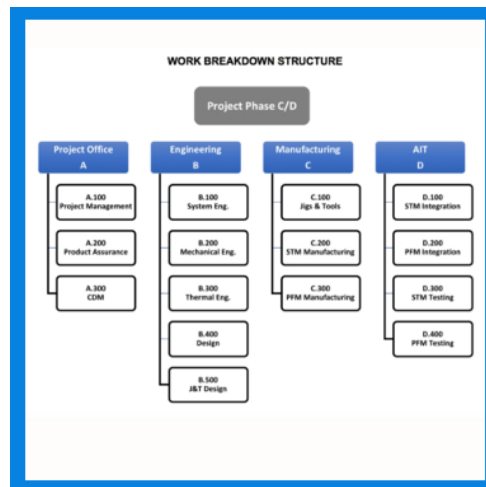 WORK BREAKDOWN STRUCTURE
Project Phase C/D
Project Office
A
Engineering
B
Manufacturing
C
AIT
D
A.100
Project Management
A.200
Product Assurance
A.300
CDM
B.100
System Eng.
B.200
Mechanical Eng.
B.300
Thermal Eng.
B.400
Design
B.500
J&T Design
C.100
Jigs & Tools
C.200
STM Manufacturing
C.300
PFM Manufacturing
D.100
STM Integration
D.200
PFM Integration
D.300
STM Testing
D.400
PFM Testing